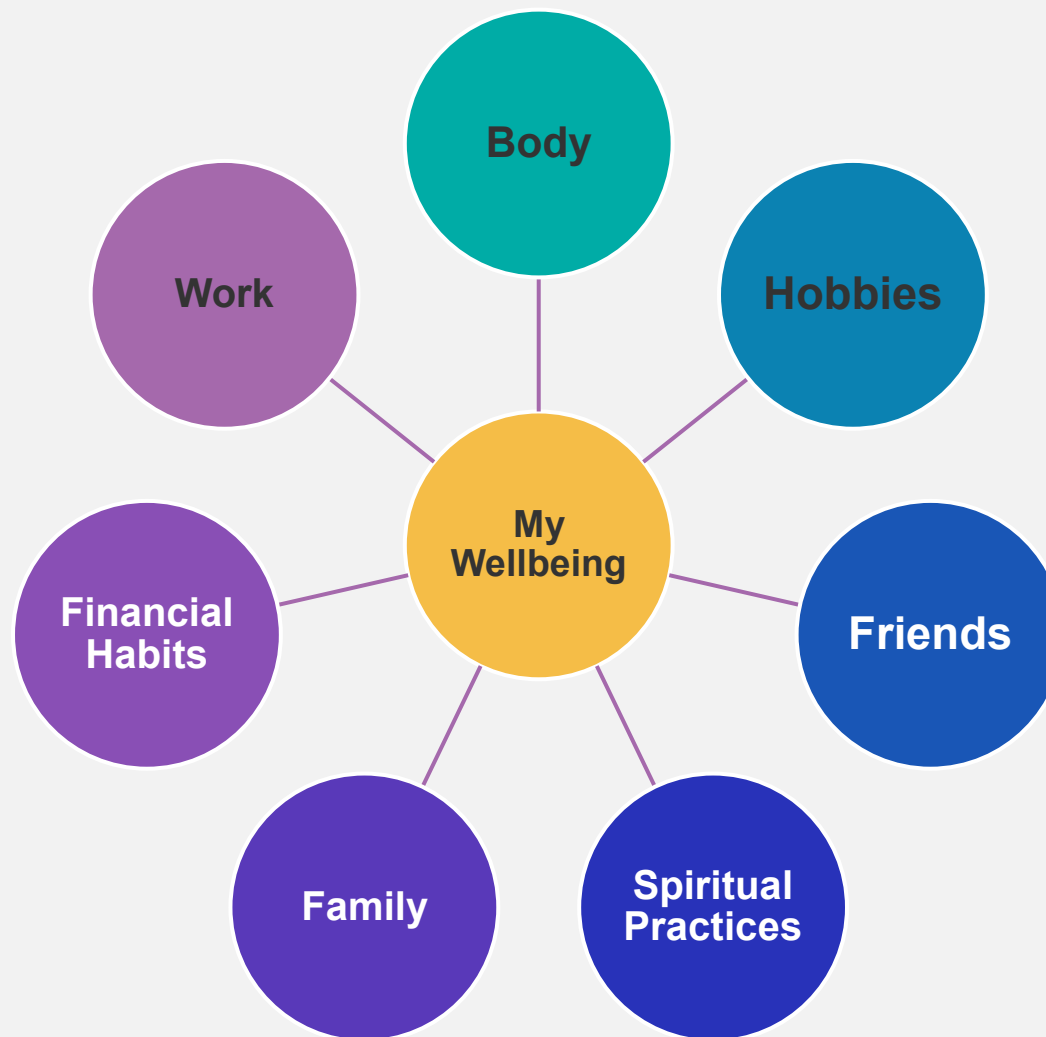 Body
Work
Hobbies
My
Wellbeing
Financial
Habits
Friends
Family
Spiritual
Practices